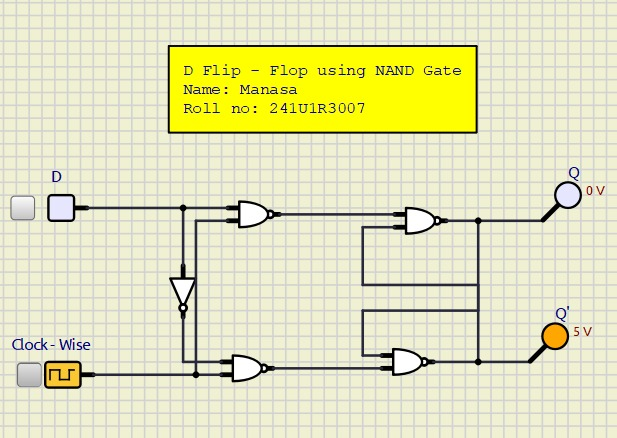 D Flip - Flop using NAND Gate
Name: Manasa
Roll no: 241U1R3007
D
Q
0 V
Q'
5 V
Clock - Wise